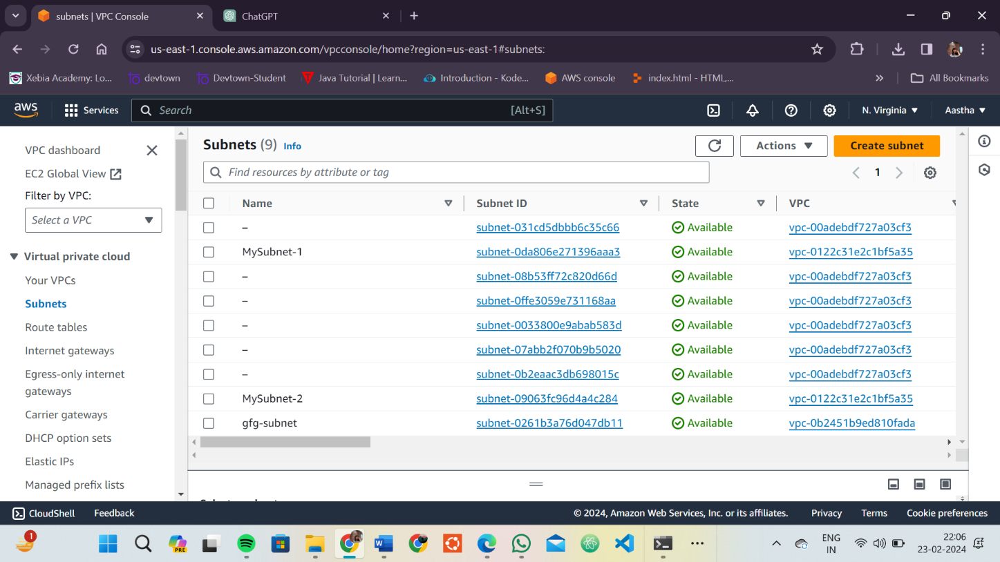 subnets | VPC Console
ChatGPT
us-east-1.console.aws.amazon.com/vpcconsole/home?region=us-east-1#subnets:
Xebia Academy: Lo...
devtown
Devtown-Student
Java Tutorial | Learn...
Introduction - Kode...
AWS console
index.html - HTML,...
All Bookmarks
aws
Services
Search
[Alt+S]
N. Virginia
Aastha
VPC dashboard
EC2 Global View
Filter by VPC:
Select a VPC
Virtual private cloud
Your VPCs
Subnets
Route tables
Internet gateways
Egress-only internet
gateways
Carrier gateways
DHCP option sets
Elastic IPs
Managed prefix lists
Subnets (9) Info
Actions
Create subnet
Find resources by attribute or tag
1
Name Subnet ID State VPC
– subnet-031cd5dbbb6c35c66 Available vpc-00adebdf727a03cf3
MySubnet-1 subnet-0da806e271396aaa3 Available vpc-0122c31e2c1bf5a35
– subnet-08b53ff72c820d66d Available vpc-00adebdf727a03cf3
– subnet-0ffe3059e731168aa Available vpc-00adebdf727a03cf3
– subnet-0033800e9abab583d Available vpc-00adebdf727a03cf3
– subnet-07abb2f070b9b5020 Available vpc-00adebdf727a03cf3
– subnet-0b2eaac3db698015c Available vpc-00adebdf727a03cf3
MySubnet-2 subnet-09063fc96d4a4c284 Available vpc-0122c31e2c1bf5a35
gfg-subnet subnet-0261b3a76d047db11 Available vpc-0b2451b9ed810fada
CloudShell
Feedback
© 2024, Amazon Web Services, Inc. or its affiliates.
Privacy
Terms
Cookie preferences
1
PRE
ENG
IN
22:06
23-02-2024